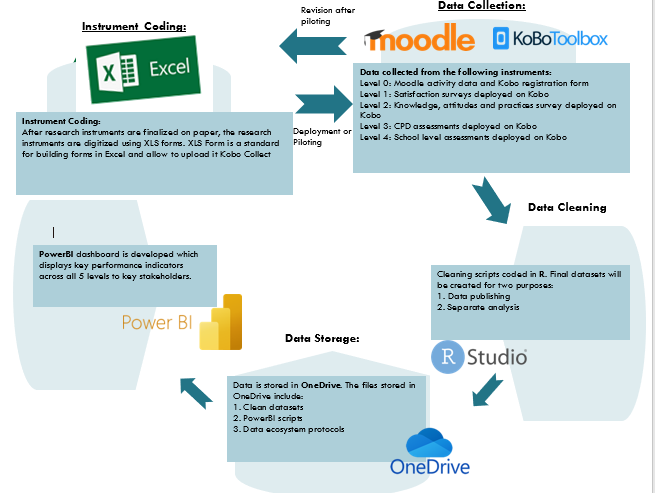 Instrument Coding:
Excel
Instrument Coding:
After research instruments are finalized on paper, the research
instruments are digitized using XLS forms. XLS Form is a standard
for building forms in Excel and allow to upload it Kobo Collect
Revision after
piloting
Deployment or
Piloting
Data Collection:
moodle
KoBoToolbox
Data collected from the following instruments:
Level 0: Moodle activity data and Kobo registration form
Level 1: Satisfaction surveys deployed on Kobo
Level 2: Knowledge, attitudes and practices survey deployed on
Kobo
Level 3: CPD assessments deployed on Kobo
Level 4: School level assessments deployed on Kobo
Data Cleaning
Cleaning scripts coded in R. Final datasets will
be created for two purposes:
1. Data publishing
2. Separate analysis
R Studio
Data Storage:
Data is stored in OneDrive. The files stored in
OneDrive include:
1. Clean datasets
2. PowerBI scripts
3. Data ecosystem protocols
OneDrive
PowerBI dashboard is developed which
displays key performance indicators
across all 5 levels to key stakeholders.
Power BI